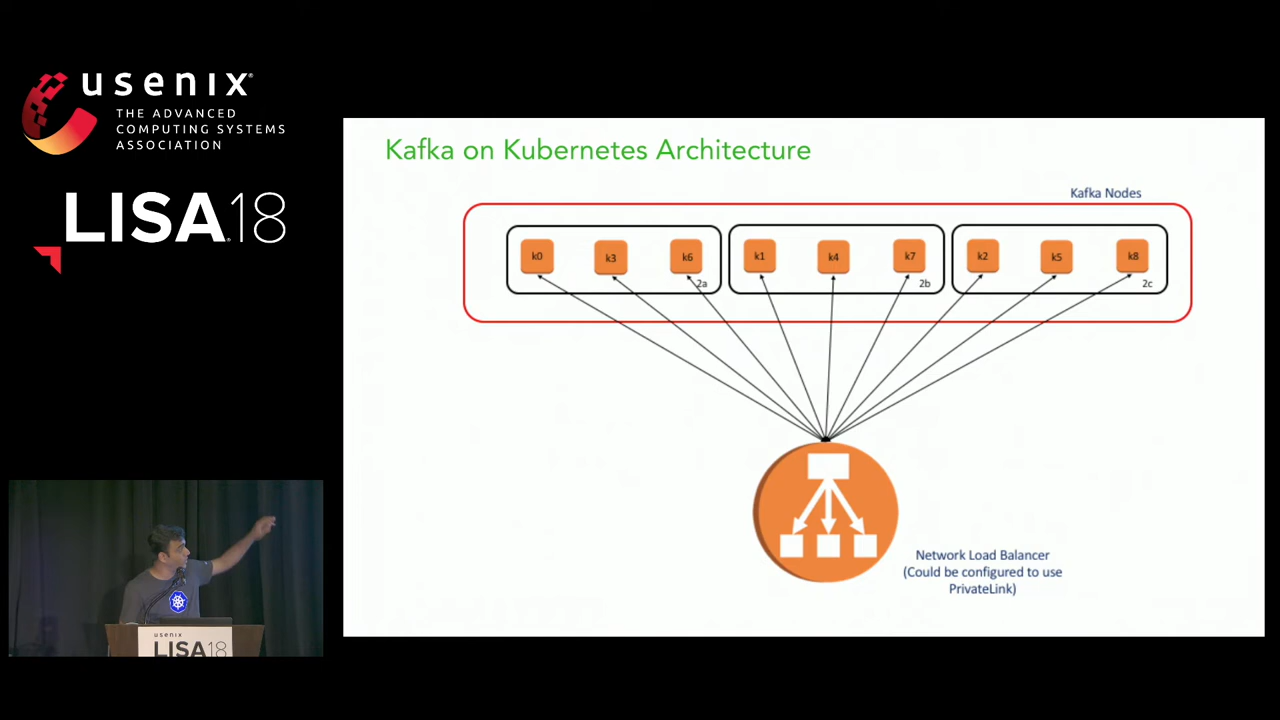 usenix
THE ADVANCED
COMPUTING SYSTEMS
ASSOCIATION
LISA18
Kafka on Kubernetes Architecture
Kafka Nodes
k0 k3 k6 k1 k4 k7 k2 k5 k8
2a 2b 2c
Network Load Balancer
(Could be configured to use
PrivateLink)
usenix
LISA18